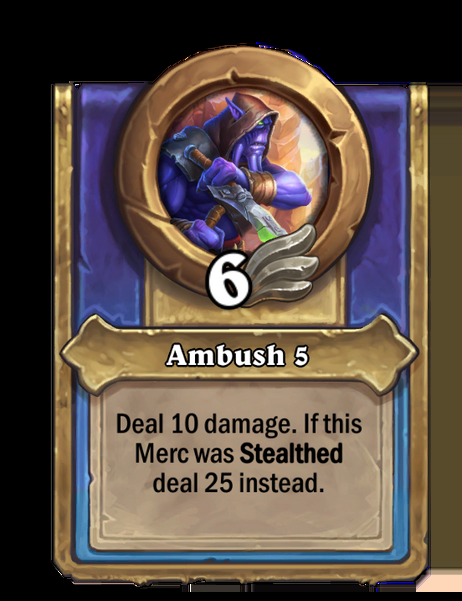 6
Ambush 5
Deal 10 damage. If this
Merc was Stealthed
deal 25 instead.